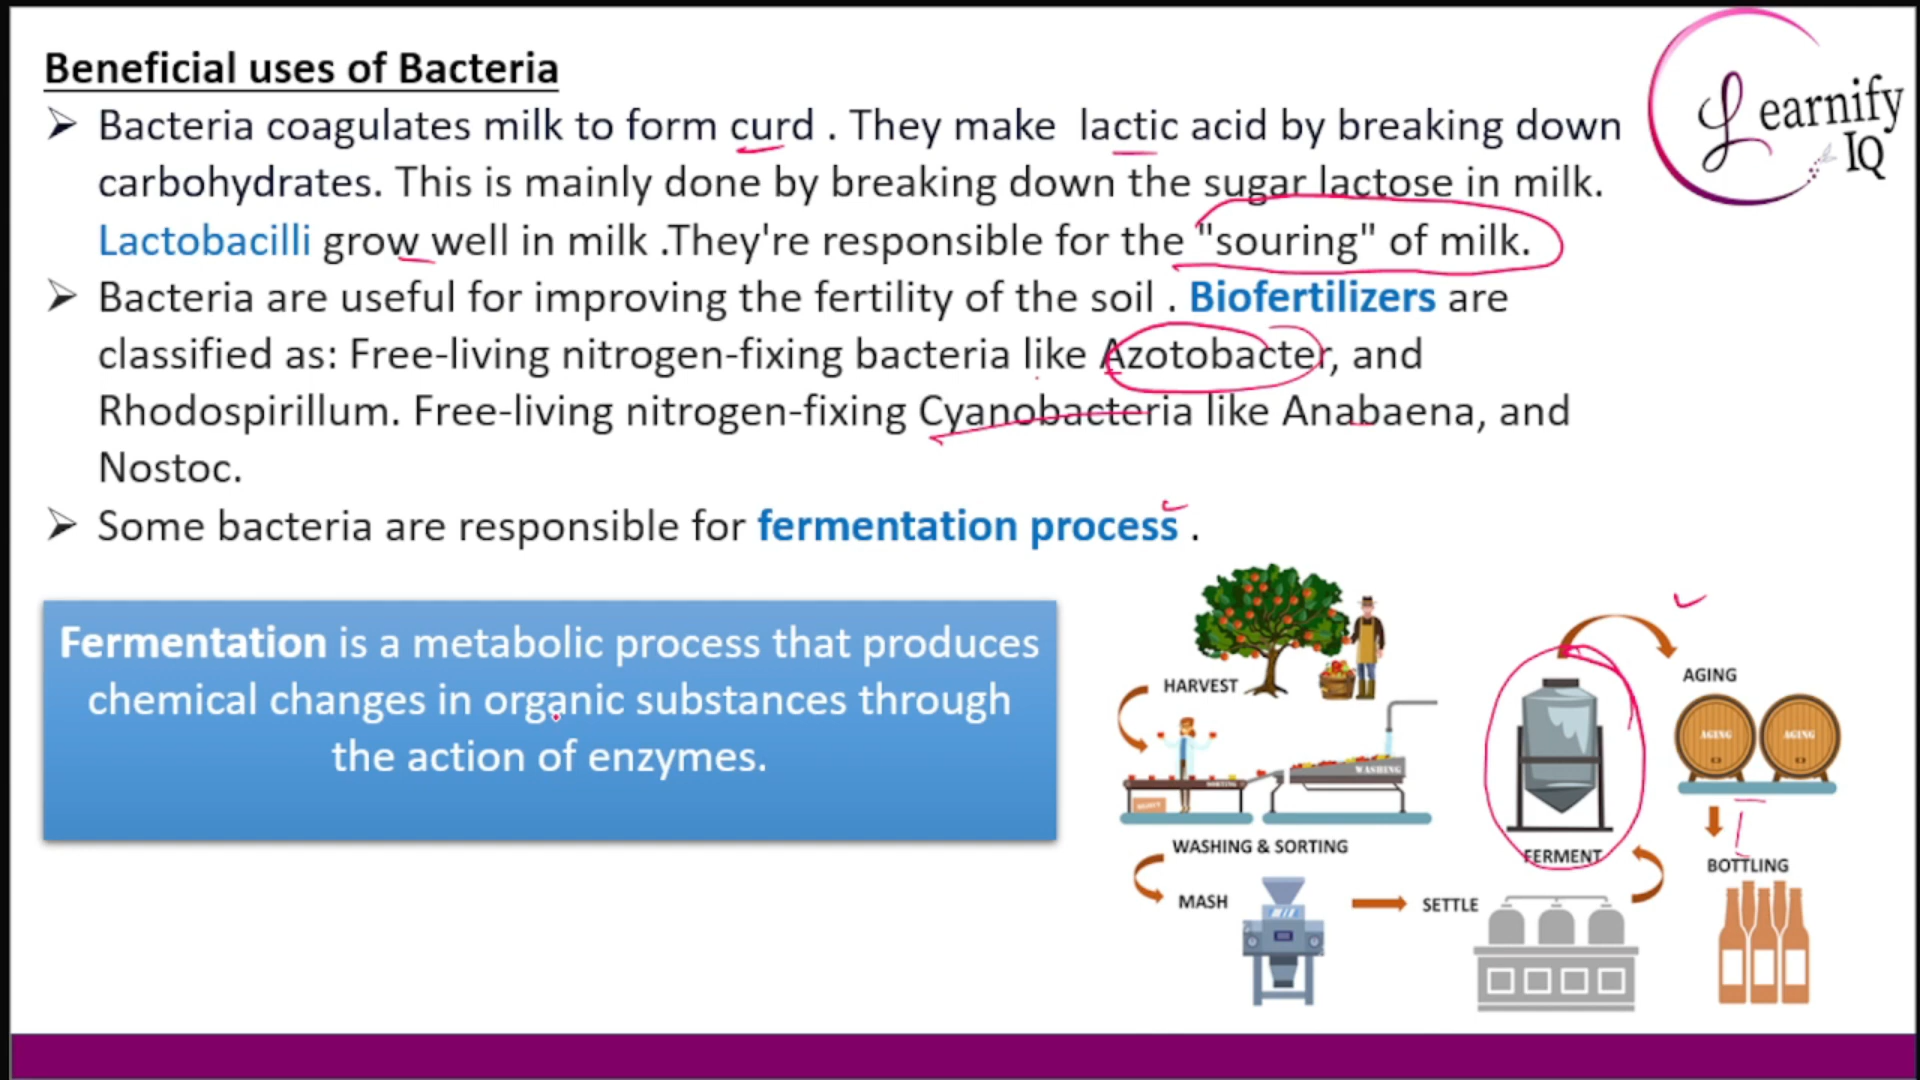 Beneficial uses of Bacteria
➢ Bacteria coagulates milk to form curd . They make lactic acid by breaking down
carbohydrates. This is mainly done by breaking down the sugar lactose in milk.
Lactobacilli grow well in milk .They're responsible for the "souring" of milk.
➢ Bacteria are useful for improving the fertility of the soil . Biofertilizers are
classified as: Free-living nitrogen-fixing bacteria like Azotobacter, and
Rhodospirillum. Free-living nitrogen-fixing Cyanobacteria like Anabaena, and
Nostoc.
➢ Some bacteria are responsible for fermentation process .
Fermentation is a metabolic process that produces
chemical changes in organic substances through
the action of enzymes.
Learnify
IQ
HARVEST
WASHING
WASHING & SORTING
MASH
SETTLE
FERMENT
AGING
AGING AGING
BOTTLING